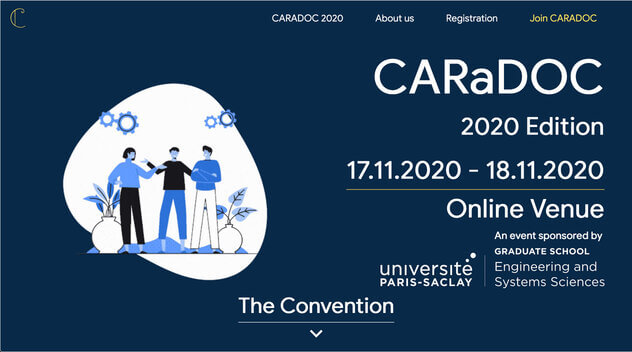 CARADOC 2020 About us Registration Join CARADOC
CARaDOC
2020 Edition
17.11.2020 - 18.11.2020
Online Venue
An event sponsored by
GRADUATE SCHOOL
université
PARIS-SACLAY
Engineering and
Systems Sciences
The Convention